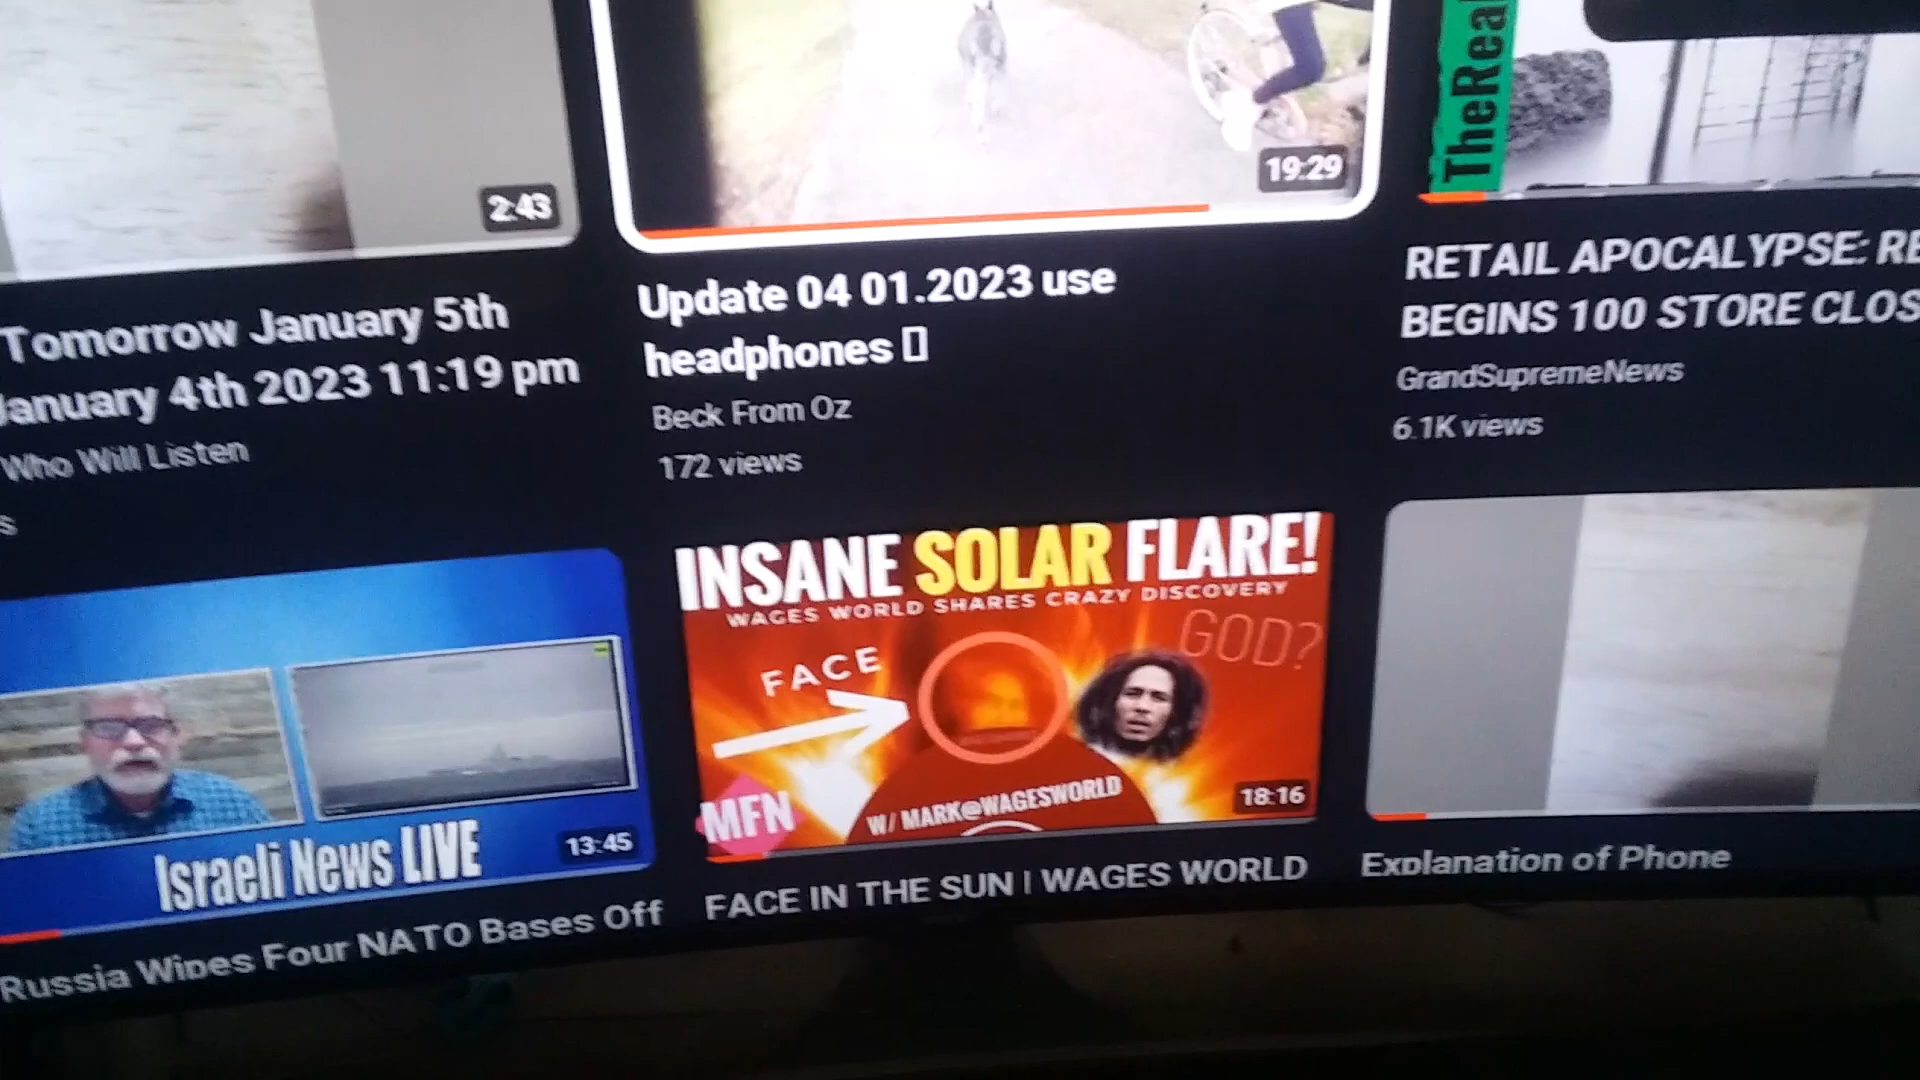 2:43
Tomorrow January 5th
January 4th 2023 11:19 pm
Who Will Listen
s
19:29
Update 04 01.2023 use
headphones
Beck From Oz
172 views
TheReal
RETAIL APOCALYPSE: RE
BEGINS 100 STORE CLOS
GrandSupremeNews
6.1K views
Israeli News LIVE
13:45
Russia Wipes Four NATO Bases Off
INSANE SOLAR FLARE!
WAGES WORLD SHARES CRAZY DISCOVERY
GOD?
FACE
MFN
W/ MARK@WAGESWORLD
18:16
FACE IN THE SUN | WAGES WORLD
Explanation of Phone